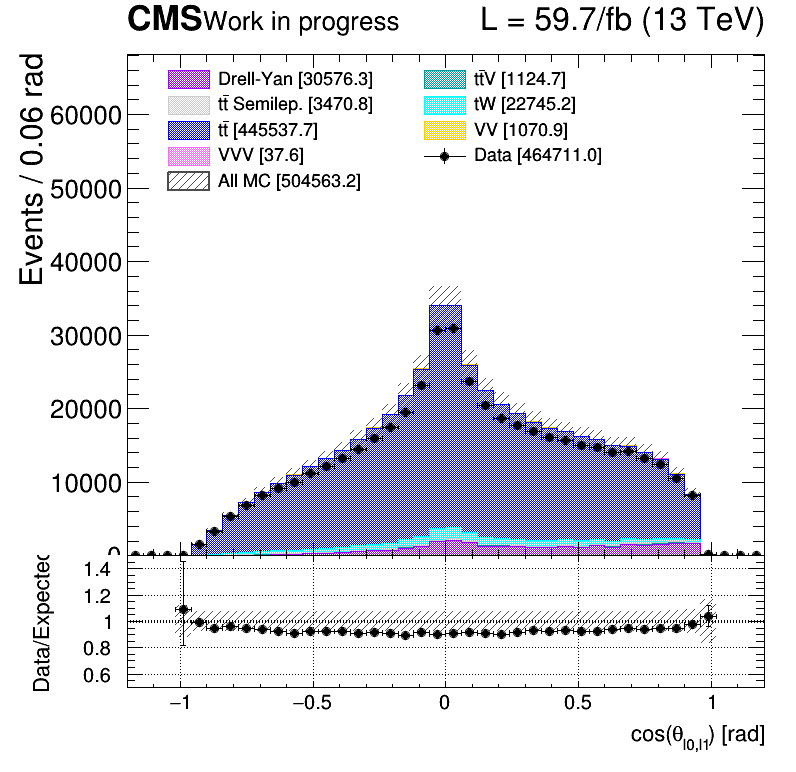 CMS Work in progress L = 59.7/fb (13 TeV)
Events / 0.06 rad
Drell-Yan [30576.3]
tt̄ Semilep. [3470.8]
tt̄ [445537.7]
VVV [37.6]
All MC [504563.2]
tt̄V [1124.7]
tW [22745.2]
VV [1070.9]
Data [464711.0]
60000
50000
40000
30000
20000
10000
0
Data/Expected
1.4
1.2
1
0.8
0.6
−1 −0.5 0 0.5 1
cos(θ_l0,l1) [rad]